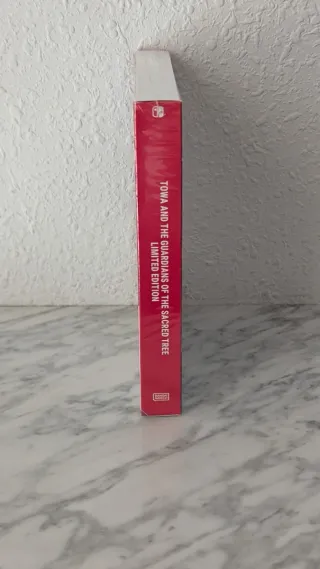 TOWA AND THE GUARDIANS OF THE SACRED TREE
LIMITED EDITION